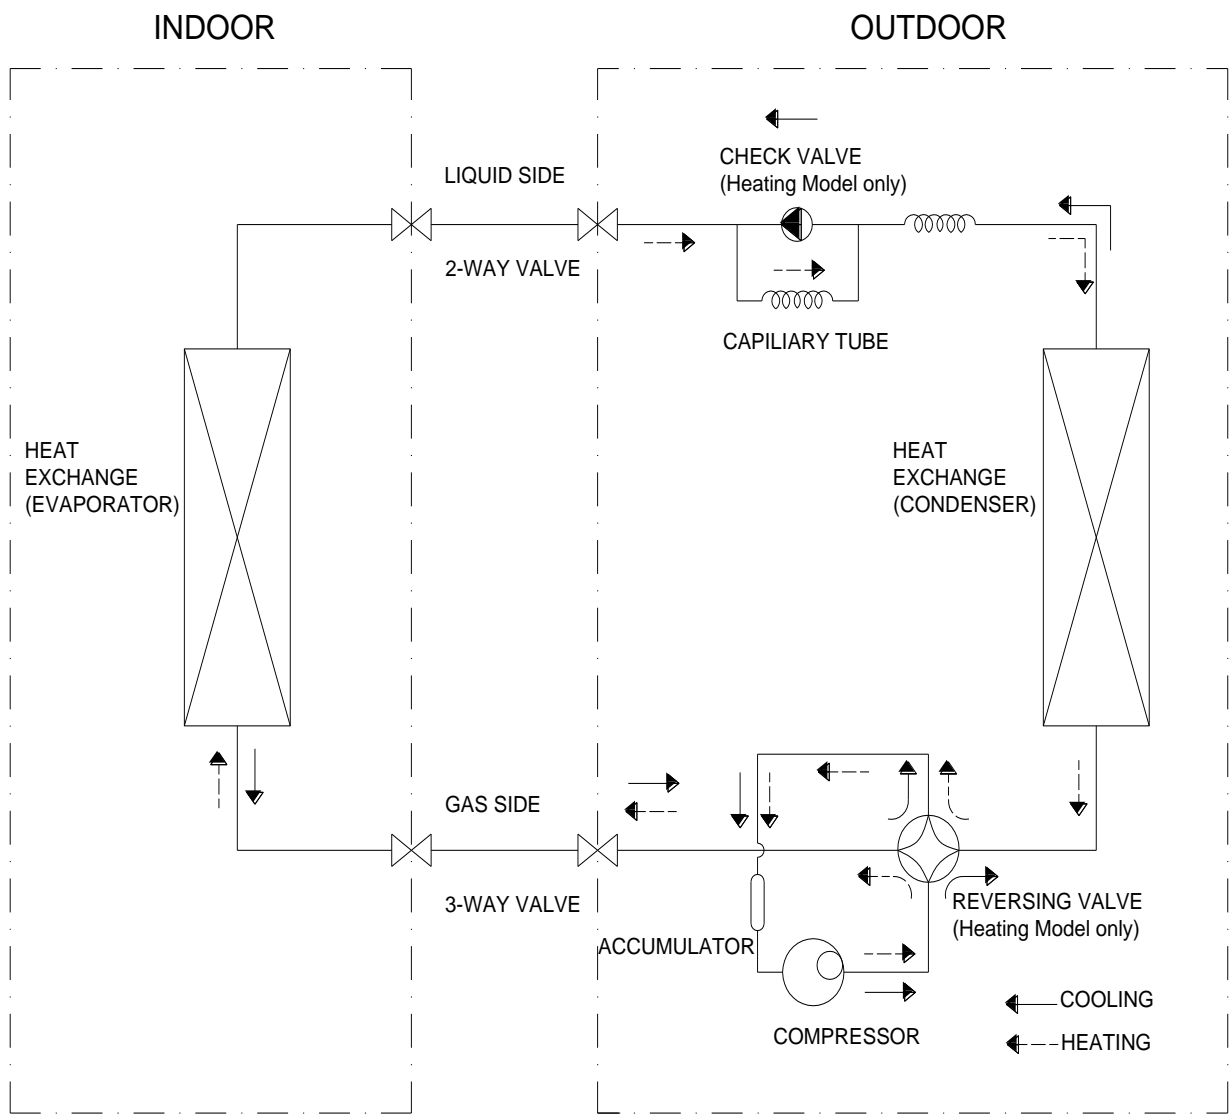 INDOOR
OUTDOOR
CHECK VALVE
(Heating Model only)
LIQUID SIDE
2-WAY VALVE
CAPILIARY TUBE
HEAT
EXCHANGE
(EVAPORATOR)
HEAT
EXCHANGE
(CONDENSER)
GAS SIDE
3-WAY VALVE
REVERSING VALVE
(Heating Model only)
ACCUMULATOR
COMPRESSOR
COOLING
HEATING